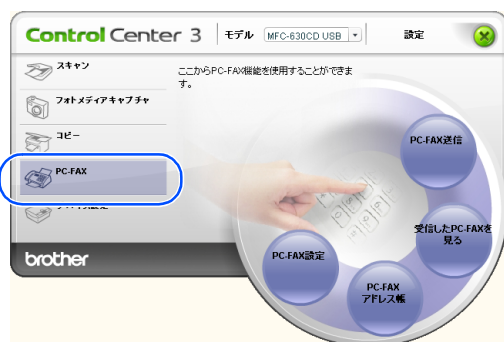 Control Center 3 モデル MFC-630CD USB 設定
スキャン
フォトメディアキャプチャ
コピー
PC-FAX
brother
ここからPC-FAX機能を使用することができま
す。
PC-FAX送信
受信したPC-FAXを
見る
PC-FAX
アドレス帳
PC-FAX設定